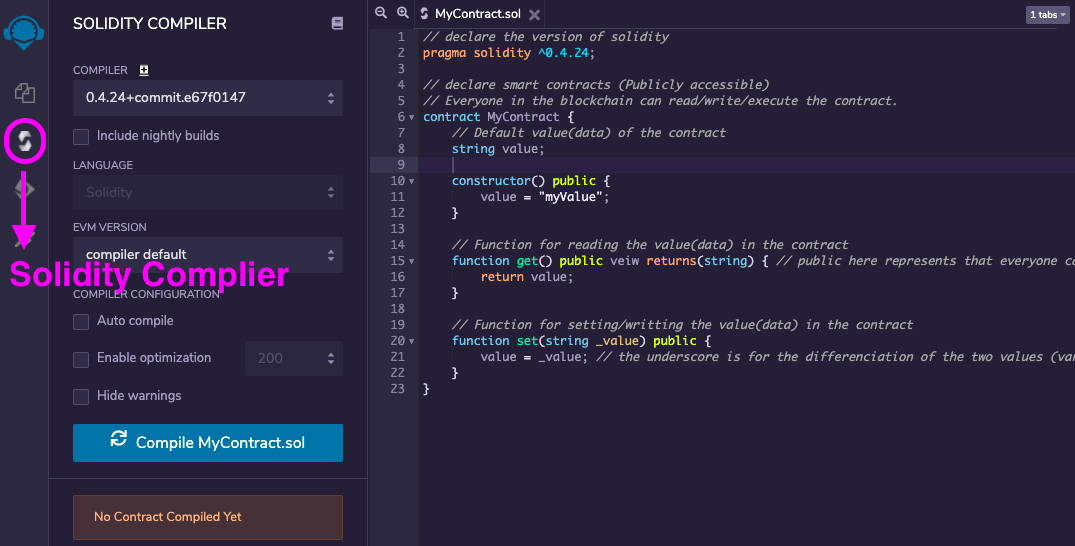 SOLIDITY COMPILER
COMPILER
0.4.24+commit.e67f0147
Include nightly builds
LANGUAGE
Solidity
EVM VERSION
compiler default
Solidity Complier
COMPILER CONFIGURATION
Auto compile
Enable optimization
200
Hide warnings
Compile MyContract.sol
No Contract Compiled Yet
MyContract.sol
1 tabs
1 // declare the version of solidity
2 pragma solidity ^0.4.24;
3
4 // declare smart contracts (Publicly accessible)
5 // Everyone in the blockchain can read/write/execute the contract.
6 contract MyContract {
7 // Default value(data) of the contract
8 string value;
9
10 constructor() public {
11 value = "myValue";
12 }
13
14 // Function for reading the value(data) in the contract
15 function get() public veiw returns(string) { // public here represents that everyone
16 return value;
17 }
18
19 // Function for setting/writting the value(data) in the contract
20 function set(string _value) public {
21 value = _value; // the underscore is for the differenciation of the two values
22 }
23 }